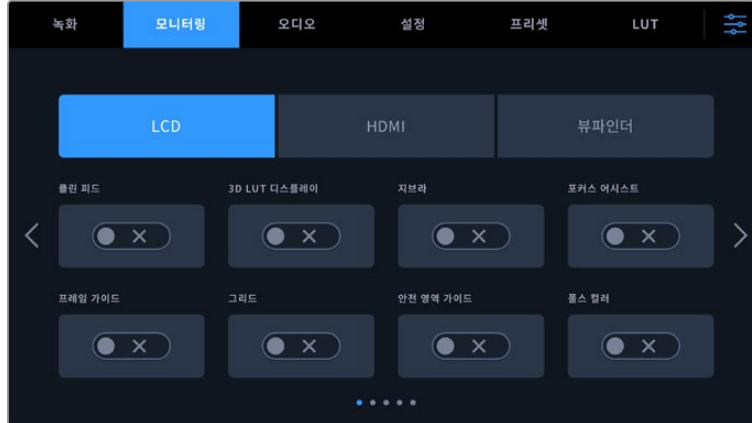 녹화 모니터링 오디오 설정 프리셋 LUT
LCD HDMI 뷰파인더
클린 피드 3D LUT 디스플레이 지브라 포커스 어시스트
프레임 가이드 그리드 안전 영역 가이드 폴스 컬러